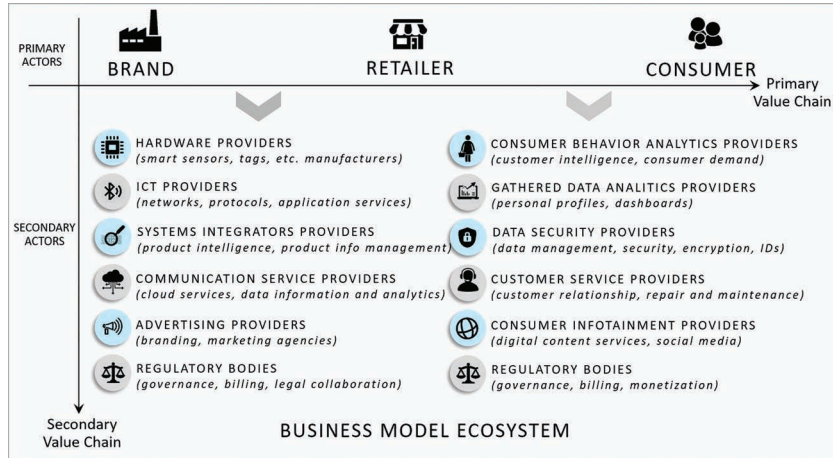 PRIMARY
ACTORS
BRAND
RETAILER
CONSUMER
Primary
Value Chain
SECONDARY
ACTORS
HARDWARE PROVIDERS
(smart sensors, tags, etc. manufacturers)
ICT PROVIDERS
(networks, protocols, application services)
SYSTEMS INTEGRATORS PROVIDERS
(product intelligence, product info management)
COMMUNICATION SERVICE PROVIDERS
(cloud services, data information and analytics)
ADVERTISING PROVIDERS
(branding, marketing agencies)
REGULATORY BODIES
(governance, billing, legal collaboration)
CONSUMER BEHAVIOR ANALYTICS PROVIDERS
(customer intelligence, consumer demand)
GATHERED DATA ANALITICS PROVIDERS
(personal profiles, dashboards)
DATA SECURITY PROVIDERS
(data management, security, encryption, IDs)
CUSTOMER SERVICE PROVIDERS
(customer relationship, repair and maintenance)
CONSUMER INFOTAINMENT PROVIDERS
(digital content services, social media)
REGULATORY BODIES
(governance, billing, monetization)
Secondary
Value Chain
BUSINESS MODEL ECOSYSTEM